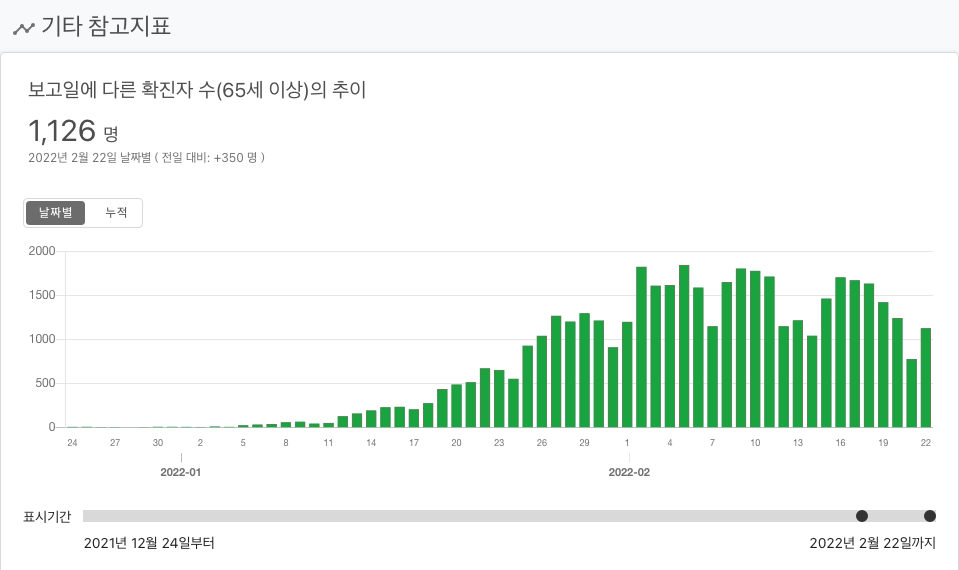 기타 참고지표
보고일에 다른 확진자 수(65세 이상)의 추이
1,126 명
2022년 2월 22일 날짜별 ( 전일 대비: +350 명 )
날짜별 누적
2000
1500
1000
500
0
24 27 30 2 5 8 11 14 17 20 23 26 29 1 4 7 10 13 16 19 22
2022-01 2022-02
표시기간
2021년 12월 24일부터 2022년 2월 22일까지